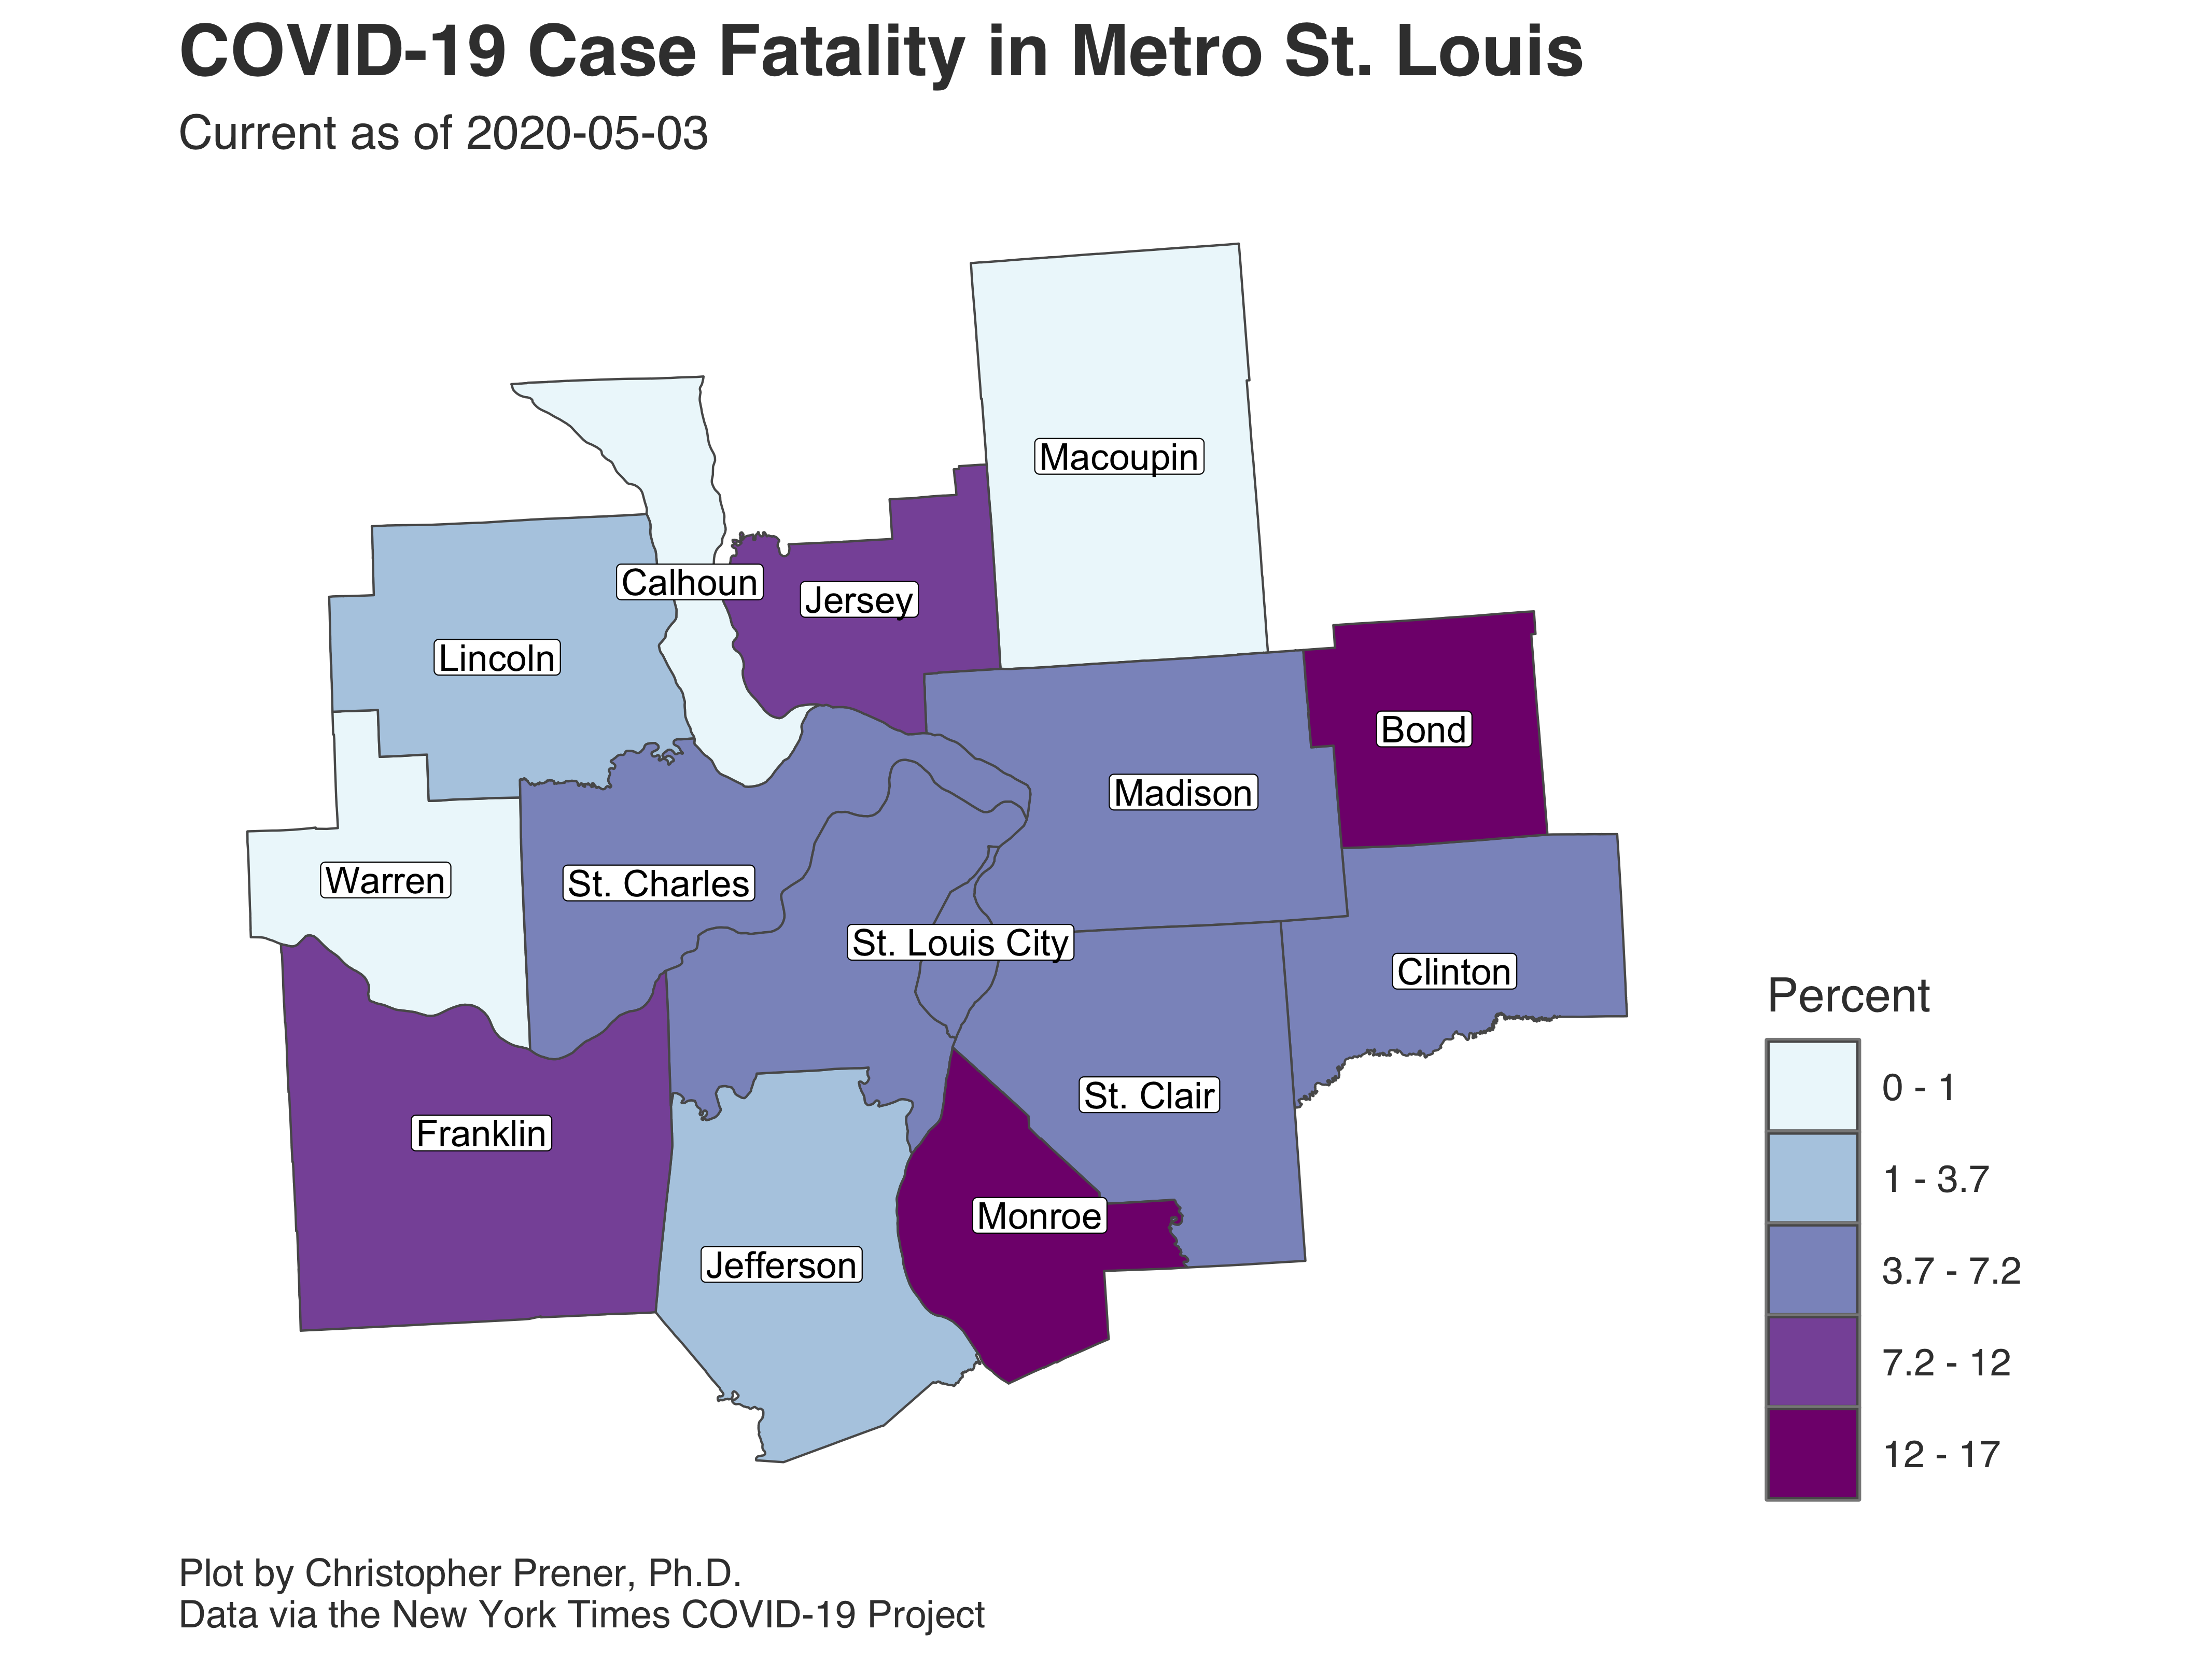 COVID-19 Case Fatality in Metro St. Louis
Current as of 2020-05-03
Macoupin
Calhoun
Jersey
Lincoln
Bond
Madison
Warren
St. Charles
St. Louis City
Clinton
St. Clair
Franklin
Monroe
Jefferson
Percent
0 - 1
1 - 3.7
3.7 - 7.2
7.2 - 12
12 - 17
Plot by Christopher Prener, Ph.D.
Data via the New York Times COVID-19 Project